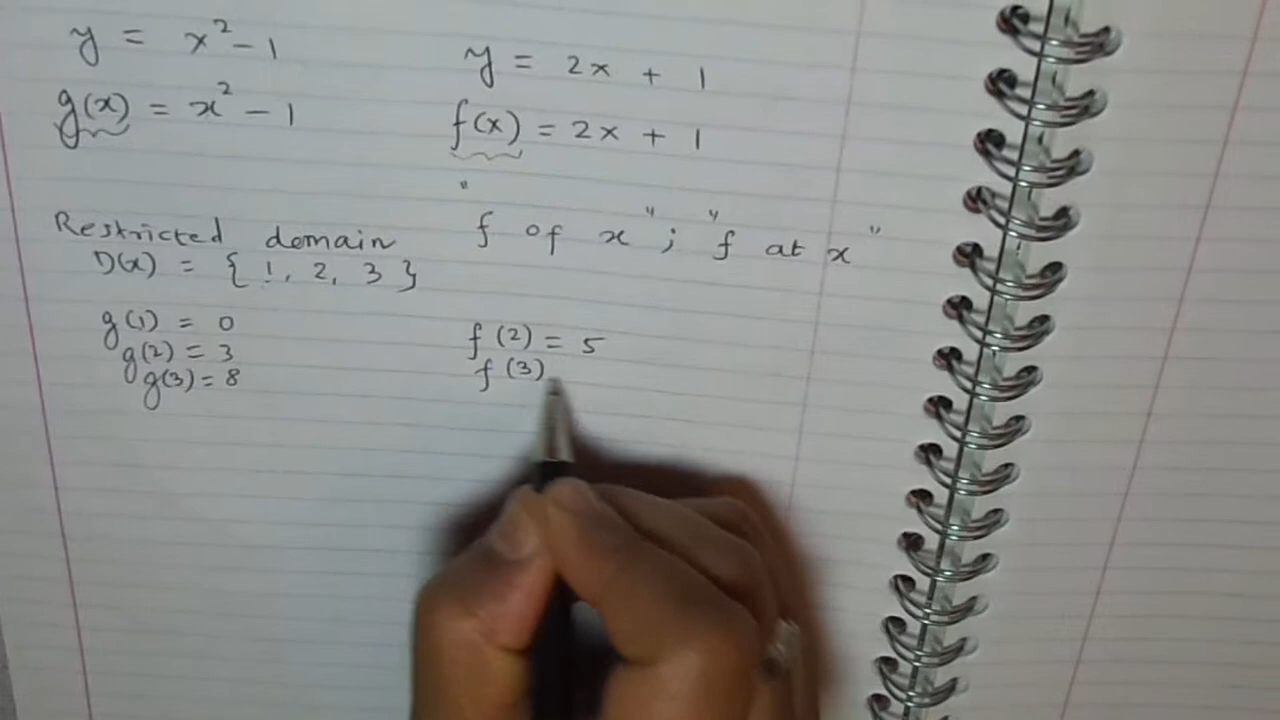 y = x² - 1
g(x) = x² - 1
y = 2x + 1
f(x) = 2x + 1
"f of x"; "f at x"
Restricted domain
D(x) = { 1, 2, 3 }
g(1) = 0
g(2) = 3
g(3) = 8
f(2) = 5
f(3)